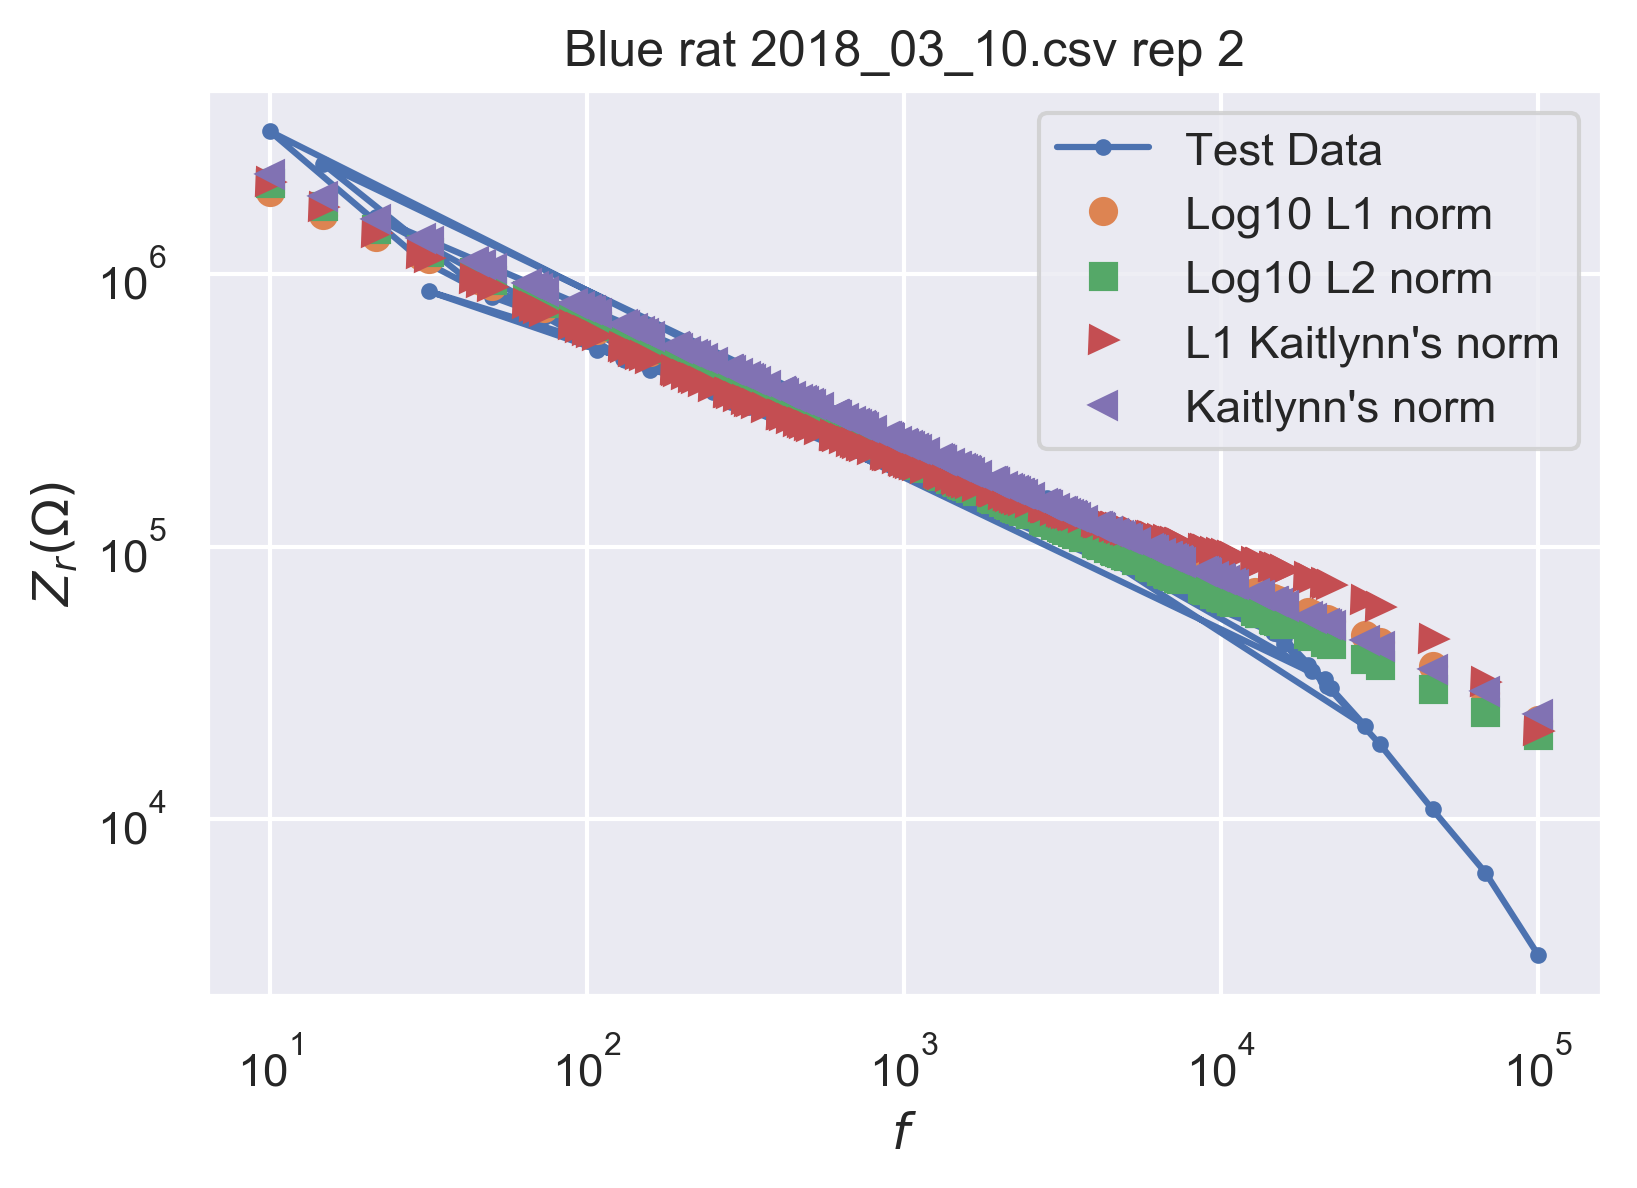 Blue rat 2018_03_10.csv rep 2
Test Data
Log10 L1 norm
Log10 L2 norm
L1 Kaitlynn's norm
Kaitlynn's norm
10^6
10^5
10^4
Z_r(Ω)
10^1 10^2 10^3 10^4 10^5
f